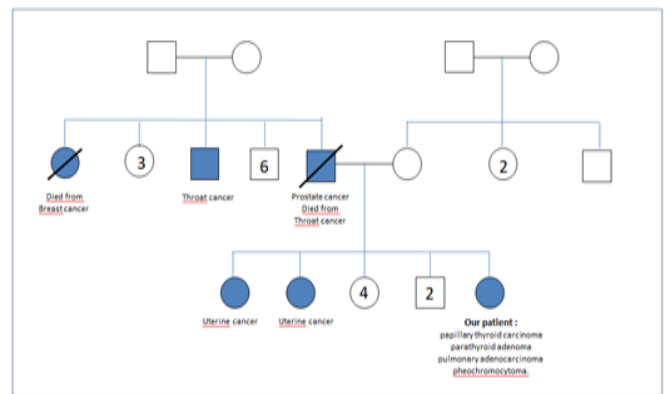 3
6
2
Died from
Breast cancer
Throat cancer
Prostate cancer
Died from
Throat cancer
4
2
Uterine cancer
Uterine cancer
Our patient :
papillary thyroid carcinoma
parathyroid adenoma
pulmonary adenocarcinoma
pheochromocytoma.